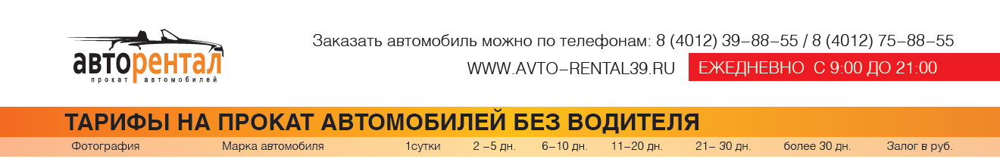 авторентал
прокат автомобилей
Заказать автомобиль можно по телефонам: 8 (4012) 39-88-55 / 8 (4012) 75-88-55
WWW.AVTO-RENTAL39.RU
ЕЖЕДНЕВНО С 9:00 ДО 21:00
ТАРИФЫ НА ПРОКАТ АВТОМОБИЛЕЙ БЕЗ ВОДИТЕЛЯ
Фотография Марка автомобиля 1сутки 2 -5 дн. 6-10 дн. 11-20 дн. 21- 30 дн. более 30 дн. Залог в руб.